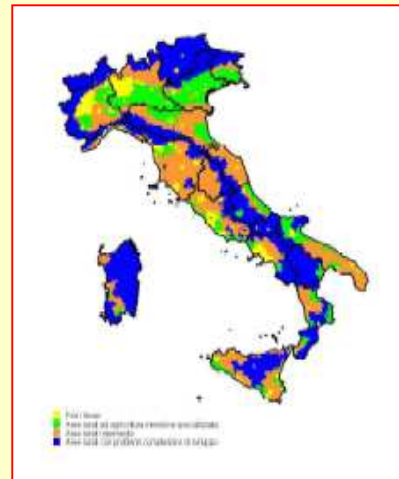 Poli urbani
Aree rurali ad agricoltura intensiva specializzata
Aree rurali intermedie
Aree rurali con problemi complessivi di sviluppo